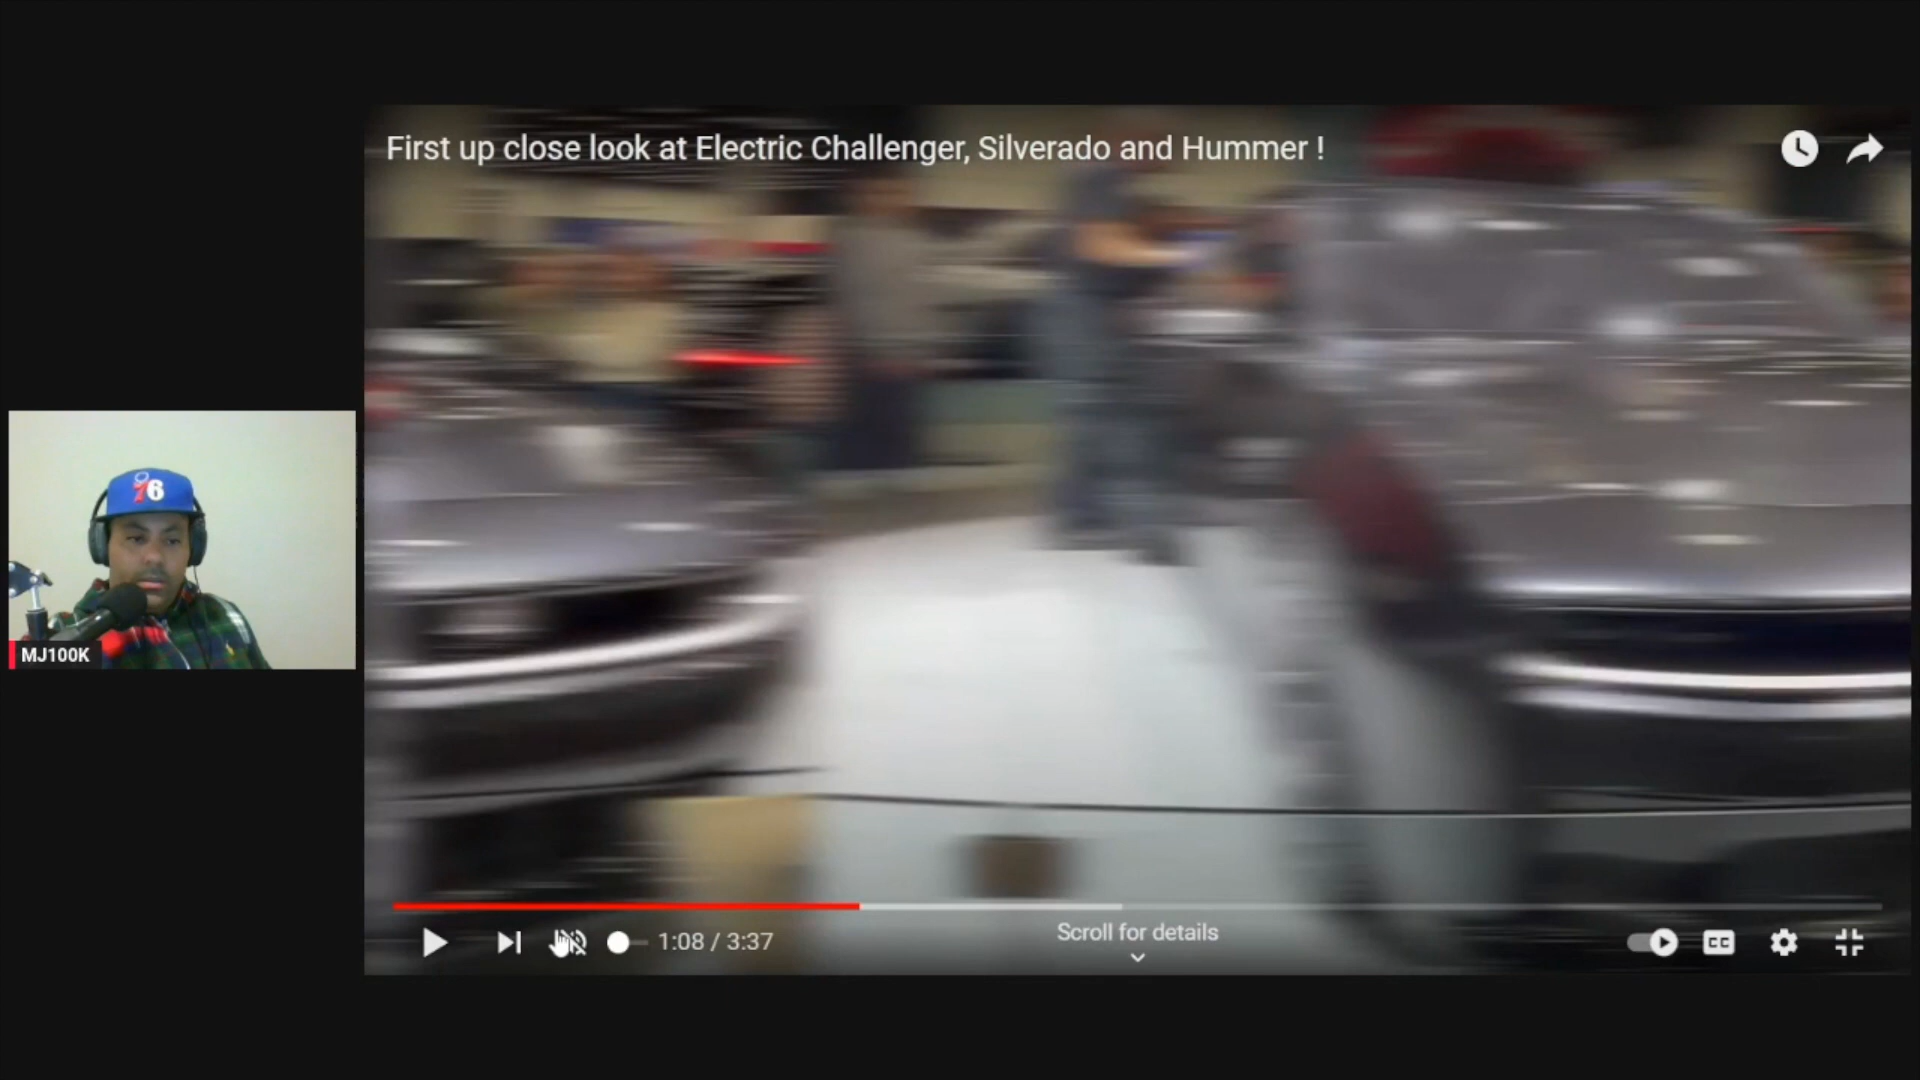 First up close look at Electric Challenger, Silverado and Hummer !
76
MJ100K
Scroll for details
1:08 / 3:37
CC